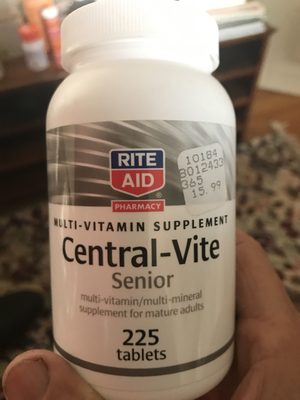 RITE
AID
PHARMACY
10184
8012433
365
15.99
MULTI-VITAMIN SUPPLEMENT
Central-Vite
Senior
multi-vitamin/multi-mineral
supplement for mature adults
225
tablets